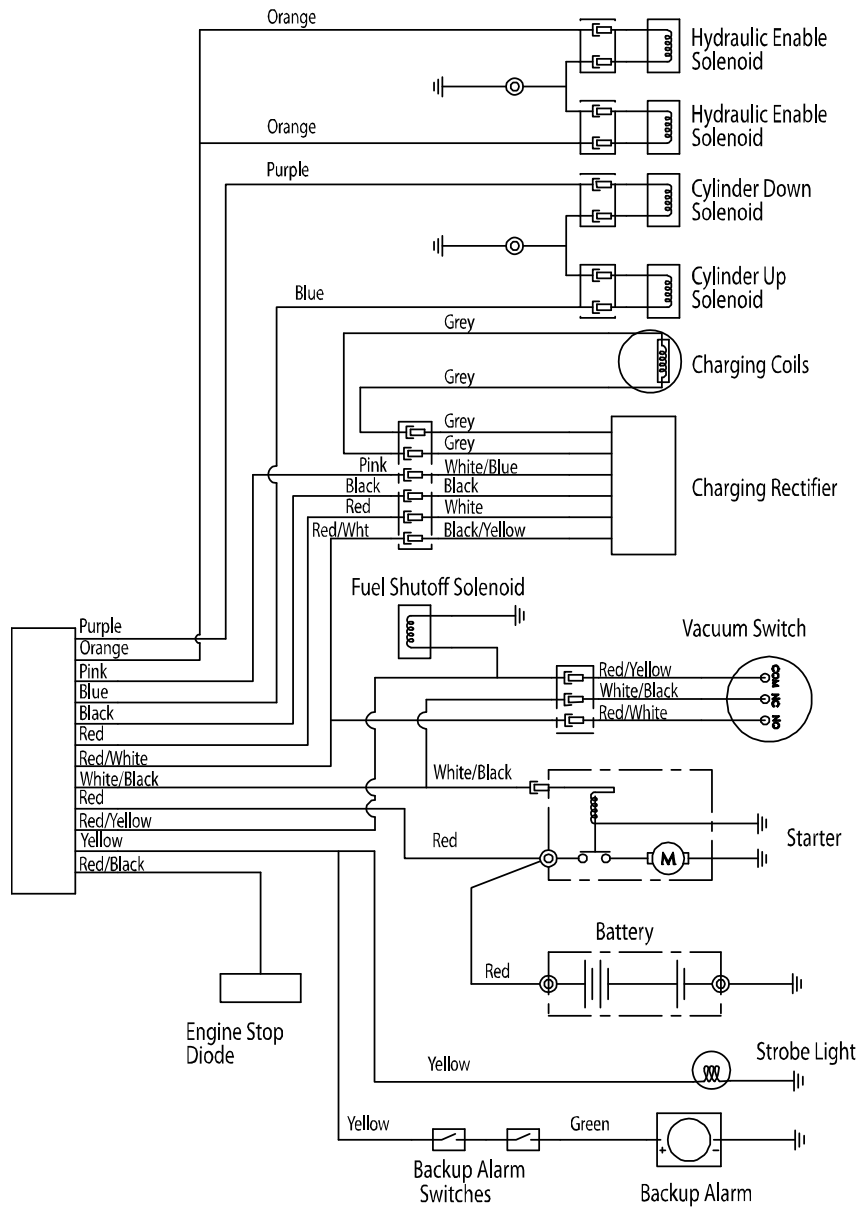 Orange
Hydraulic Enable
Solenoid
Hydraulic Enable
Solenoid
Orange
Purple
Cylinder Down
Solenoid
Cylinder Up
Solenoid
Blue
Grey
Charging Coils
Grey
Grey
Grey
Pink
White/Blue
Black
Black
Charging Rectifier
Red
White
Red/Wht
Black/Yellow
Fuel Shutoff Solenoid
Vacuum Switch
Purple
Orange
Pink
Blue
Black
Red
Red/White
White/Black
Red
Red/Yellow
Yellow
Red/Black
Red/Yellow
COM
White/Black
NC
Red/White
NO
White/Black
Red
M
Starter
Battery
Red
Engine Stop
Diode
Strobe Light
Yellow
Yellow
Green
+
−
Backup Alarm
Switches
Backup Alarm